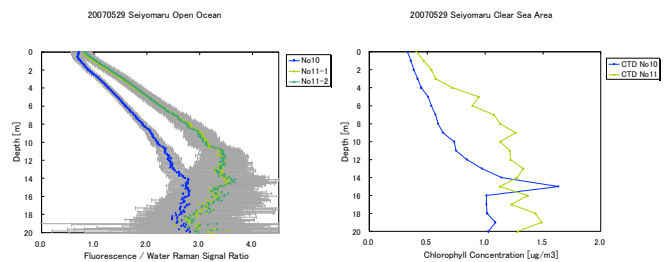 20070529 Seiyomaru Open Ocean
20070529 Seiyomaru Clear Sea Area
No10
No11-1
No11-2
CTD No10
CTD No11
Depth [m]
0
2
4
6
8
10
12
14
16
18
20
0.0 1.0 2.0 3.0 4.0
Fluorescence / Water Raman Signal Ratio
Depth [m]
0
2
4
6
8
10
12
14
16
18
20
0.0 0.5 1.0 1.5 2.0
Chlorophyll Concentration [ug/m3]